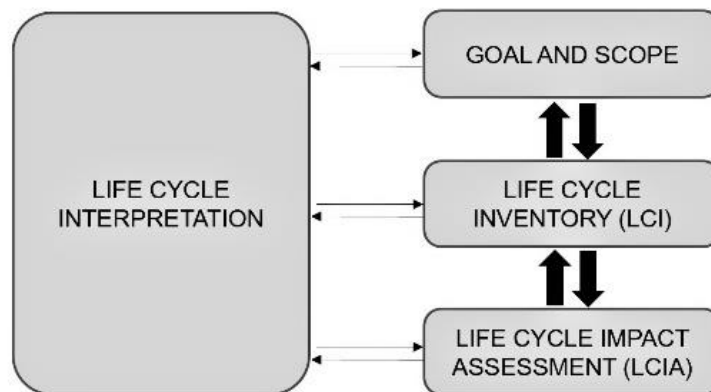 LIFE CYCLE
INTERPRETATION
GOAL AND SCOPE
LIFE CYCLE
INVENTORY (LCI)
LIFE CYCLE IMPACT
ASSESSMENT (LCIA)